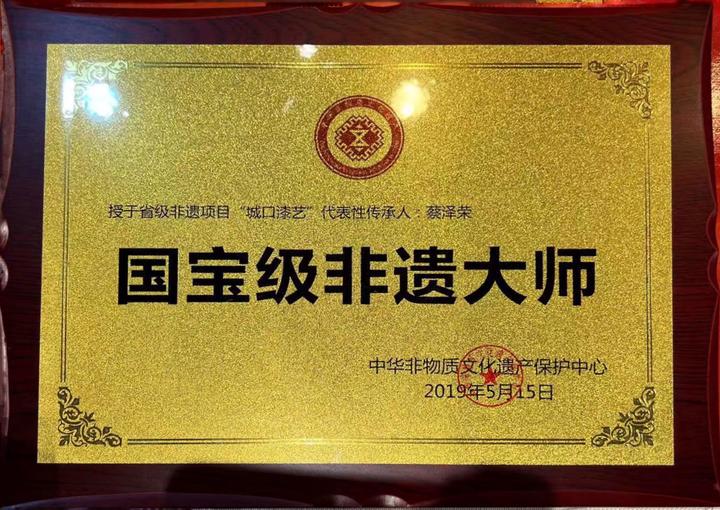 授于省级非遗项目“城口漆艺”代表性传承人：蔡泽荣
国宝级非遗大师
中华非物质文化遗产保护中心
2019年5月15日